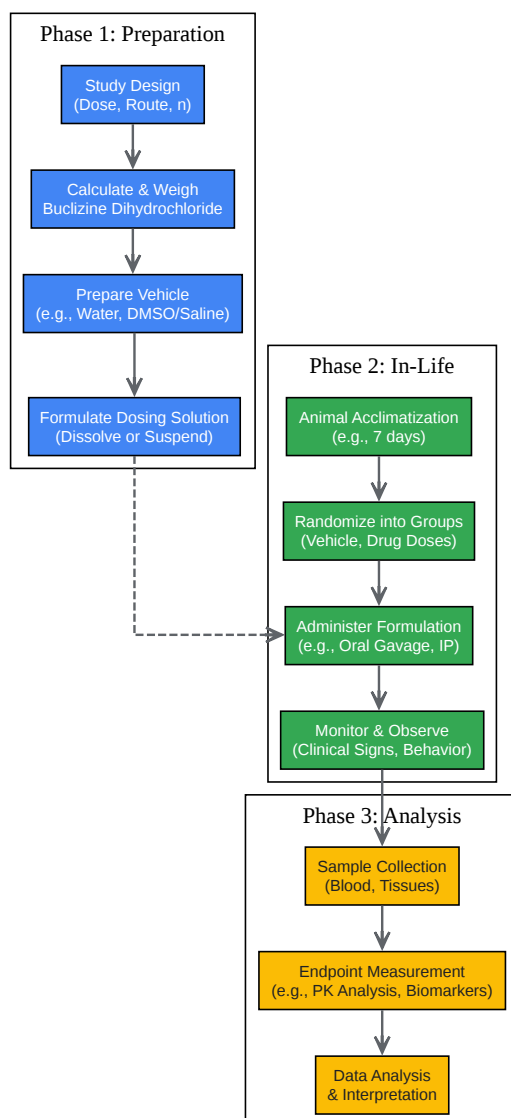 Phase 1: Preparation
Study Design
(Dose, Route, n)
Calculate & Weigh
Buclizine Dihydrochloride
Prepare Vehicle
(e.g., Water, DMSO/Saline)
Formulate Dosing Solution
(Dissolve or Suspend)
Phase 2: In-Life
Animal Acclimatization
(e.g., 7 days)
Randomize into Groups
(Vehicle, Drug Doses)
Administer Formulation
(e.g., Oral Gavage, IP)
Monitor & Observe
(Clinical Signs, Behavior)
Phase 3: Analysis
Sample Collection
(Blood, Tissues)
Endpoint Measurement
(e.g., PK Analysis, Biomarkers)
Data Analysis
& Interpretation